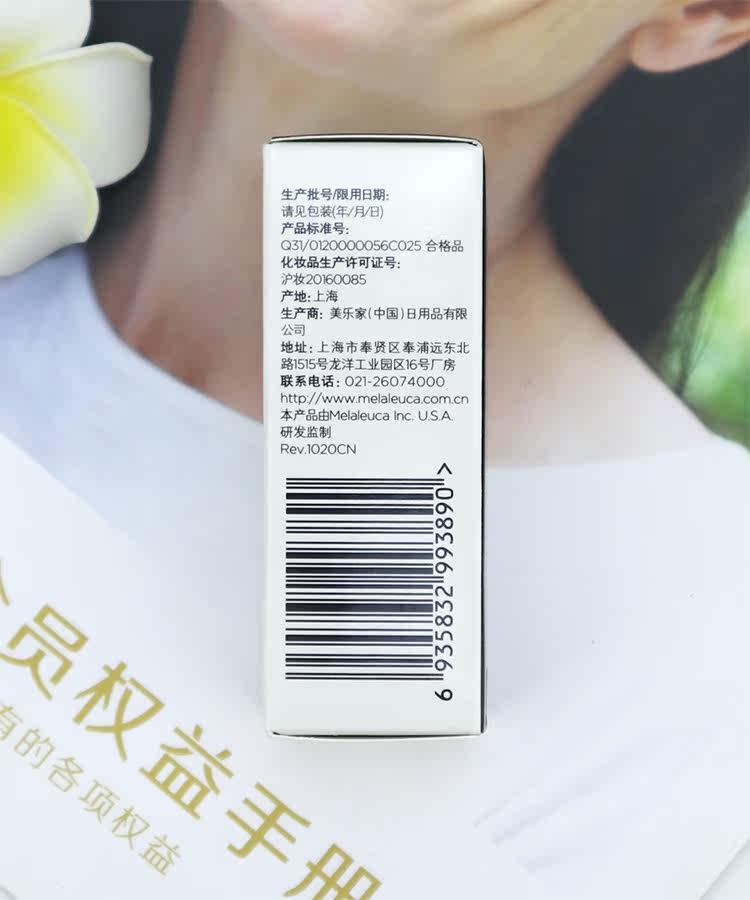 生产批号/限用日期:
请见包装(年/月/日)
产品标准号:
Q31/0120000056C025 合格品
化妆品生产许可证号:
沪妆20160085
产地:上海
生产商: 美乐家(中国)日用品有限
公司
地址: 上海市奉贤区奉浦远东北
路1515号龙洋工业园区16号厂房
联系电话: 021-26074000
http://www.melaleuca.com.cn
本产品由Melaleuca Inc. U.S.A.
研发监制
Rev.1020CN
6 935832 993890 >
员权益手册
有的各项权益